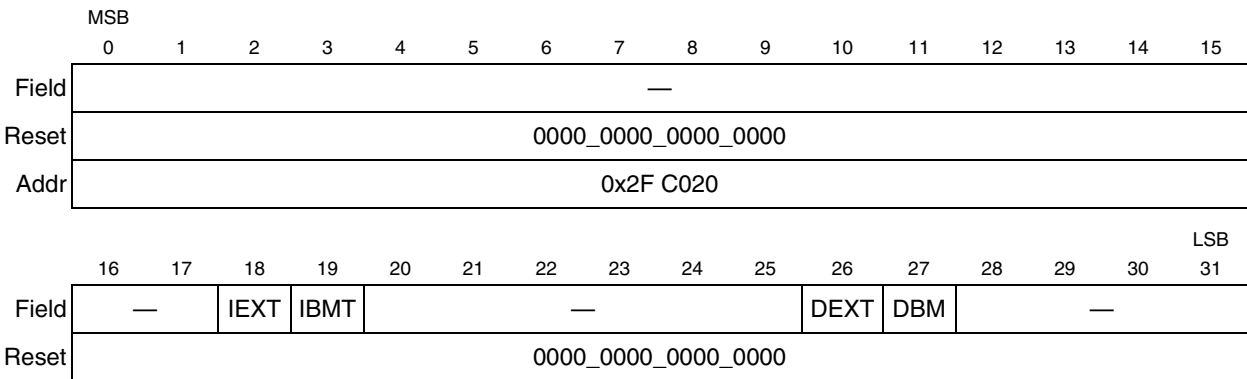 MSB
0 1 2 3 4 5 6 7 8 9 10 11 12 13 14 15
Field —
Reset 0000_0000_0000_0000
Addr 0x2F C020
LSB
16 17 18 19 20 21 22 23 24 25 26 27 28 29 30 31
Field — IEXT IBMT — DEXT DBM —
Reset 0000_0000_0000_0000